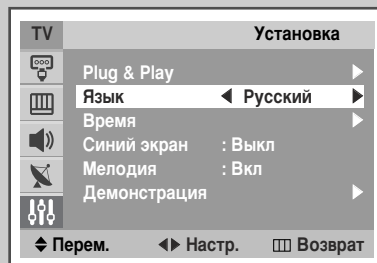 TV Установка
Plug & Play
Язык Русский
Время
Синий экран : Выкл
Мелодия : Вкл
Демонстрация
Перем. Настр. Возврат